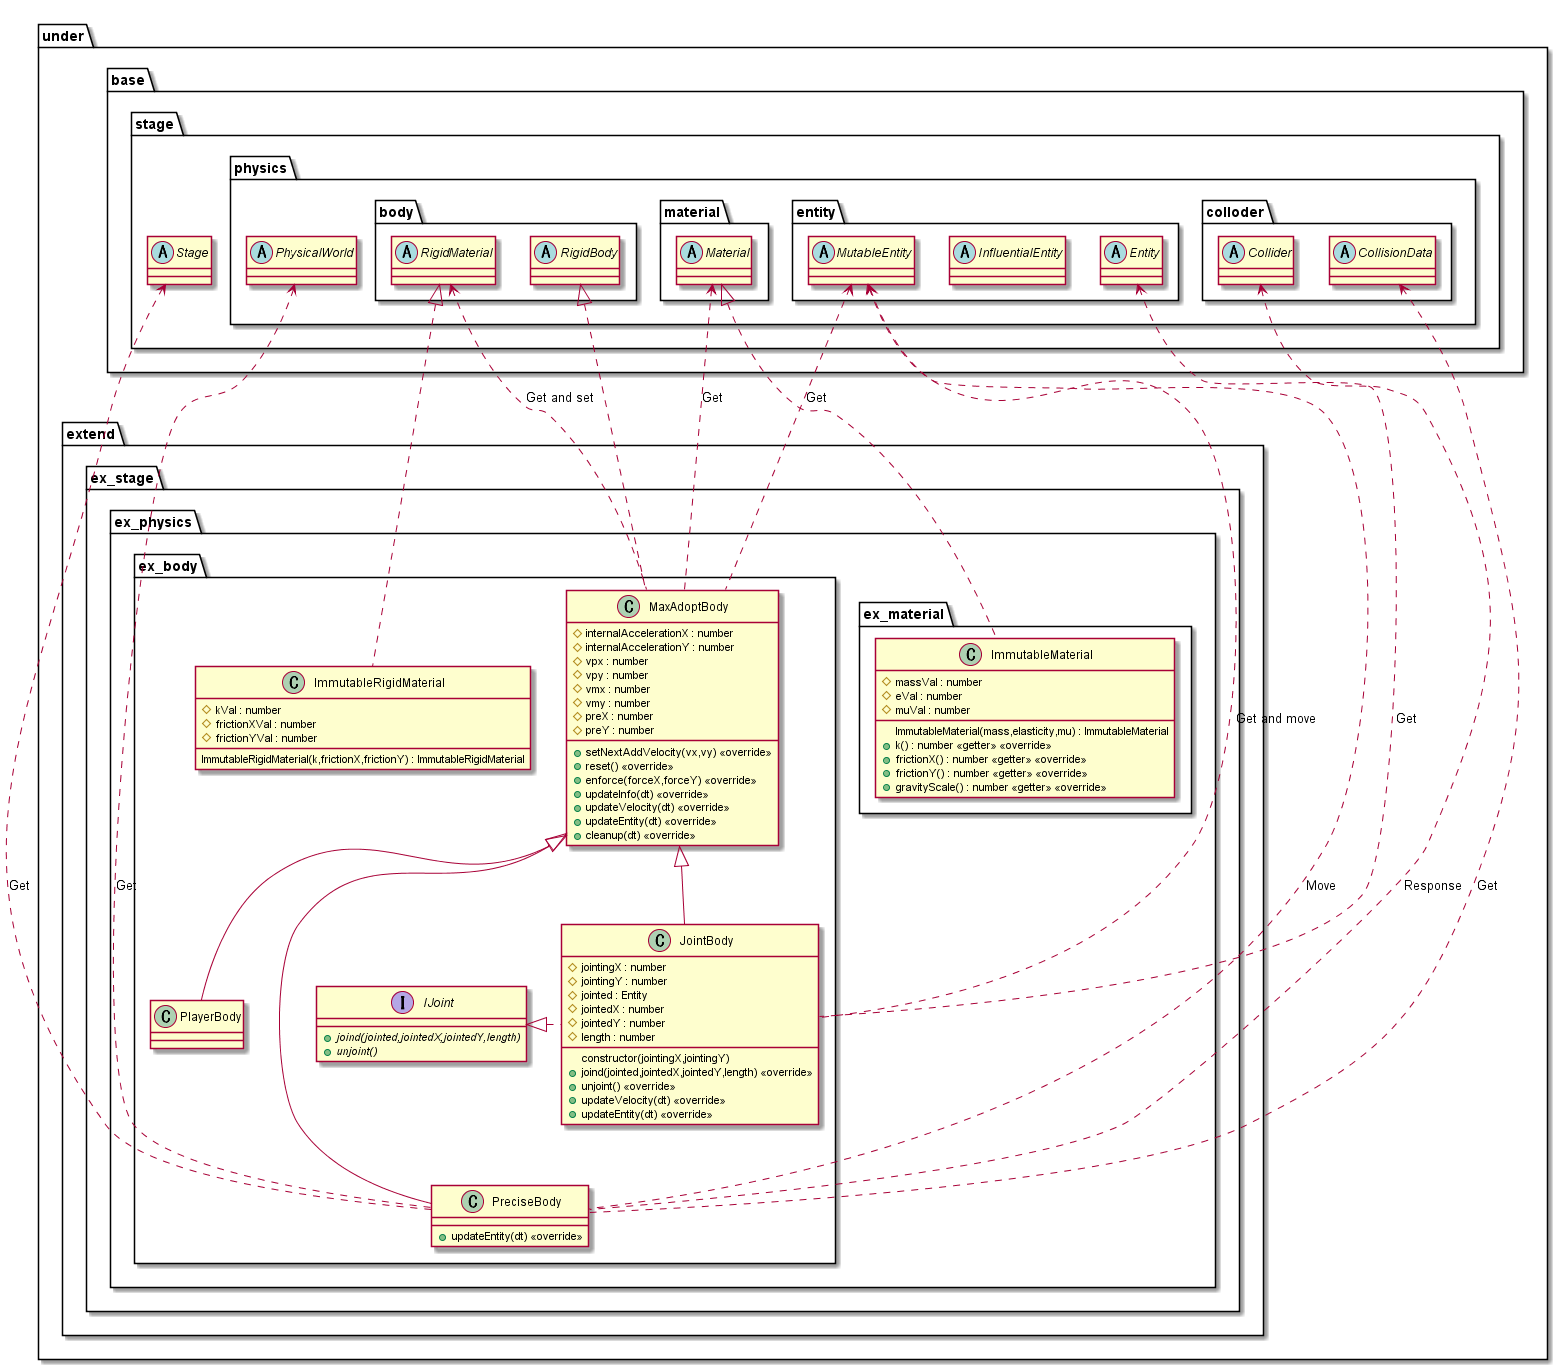 under
base
stage
physics
body
material
entity
colloder
A Stage
A PhysicalWorld
A RigidMaterial
A RigidBody
A Material
A MutableEntity
A InfluentialEntity
A Entity
A Collider
A CollisionData
Get and set
Get
Get
extend
ex_stage
ex_physics
ex_body
ex_material
C MaxAdoptBody
internalAccelerationX : number
internalAccelerationY : number
vpx : number
vpy : number
vmx : number
vmy : number
preX : number
preY : number
setNextAddVelocity(vx,vy) «override»
reset() «override»
enforce(forceX,forceY) «override»
updateInfo(dt) «override»
updateVelocity(dt) «override»
updateEntity(dt) «override»
cleanup(dt) «override»
C ImmutableRigidMaterial
kVal : number
frictionXVal : number
frictionYVal : number
ImmutableRigidMaterial(k,frictionX,frictionY) : ImmutableRigidMaterial
C ImmutableMaterial
massVal : number
eVal : number
muVal : number
ImmutableMaterial(mass,elasticity,mu) : ImmutableMaterial
k() : number «getter» «override»
frictionX() : number «getter» «override»
frictionY() : number «getter» «override»
gravityScale() : number «getter» «override»
Get and move
Get
Get
Get
Move
Response
Get
C JointBody
jointingX : number
jointingY : number
jointed : Entity
jointedX : number
jointedY : number
length : number
constructor(jointingX,jointingY)
joind(jointed,jointedX,jointedY,length) «override»
unjoint() «override»
updateVelocity(dt) «override»
updateEntity(dt) «override»
I IJoint
joind(jointed,jointedX,jointedY,length)
unjoint()
C PlayerBody
C PreciseBody
updateEntity(dt) «override»